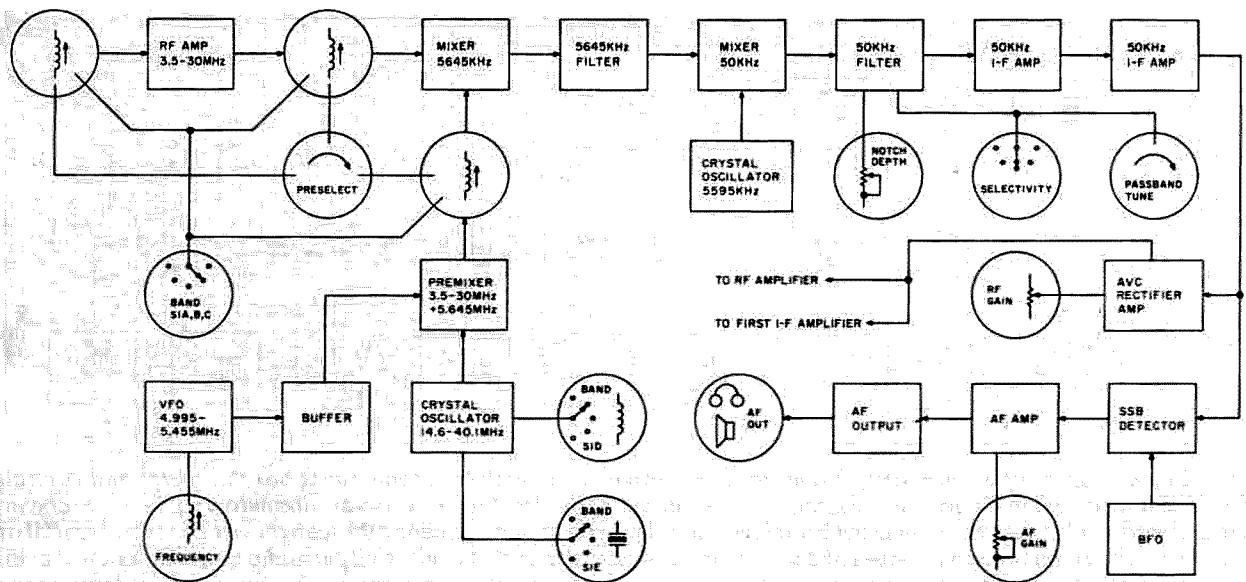 RF AMP
3.5-30MHz
MIXER
5645KHz
5645KHz
FILTER
MIXER
50KHz
50KHz
FILTER
50KHz
I-F AMP
50KHz
I-F AMP
PRESELECT
CRYSTAL
OSCILLATOR
5595KHz
NOTCH
DEPTH
SELECTIVITY
PASSBAND
TUNE
BAND
SIA,B,C
PREMIXER
3.5-30MHz
+5.645MHz
TO RF AMPLIFIER
TO FIRST I-F AMPLIFIER
RF
GAIN
AVC
RECTIFIER
AMP
VFO
4.995-
5.455MHz
BUFFER
CRYSTAL
OSCILLATOR
14.6-40.1MHz
BAND
SID
AF
OUT
AF
OUTPUT
AF AMP
SSB
DETECTOR
FREQUENCY
BAND
SIE
AF
GAIN
BFO